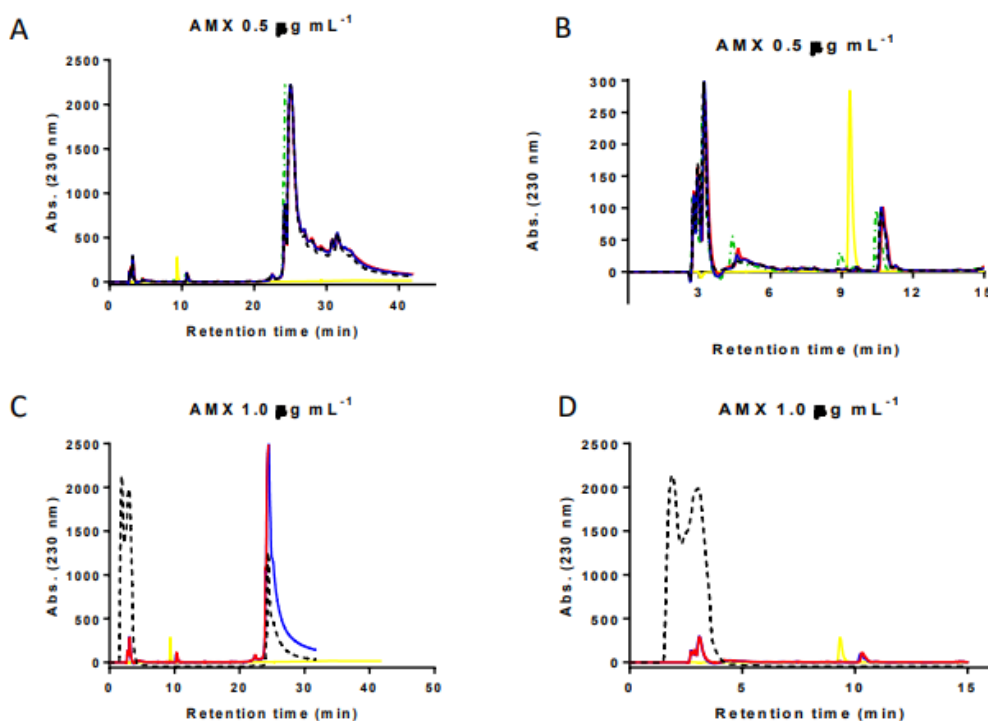 A
AMX 0.5 µg mL⁻¹
Abs. (230 nm)
2500
2000
1500
1000
500
0
0 10 20 30 40
Retention time (min)
B
AMX 0.5 µg mL⁻¹
Abs. (230 nm)
300
200
150
100
50
0
3 6 9 12 15
Retention time (min)
C
AMX 1.0 µg mL⁻¹
Abs. (230 nm)
2500
2000
1500
1000
500
0
0 10 20 30 40 50
Retention time (min)
D
AMX 1.0 µg mL⁻¹
Abs. (230 nm)
2500
2000
1500
1000
500
0
0 5 10 15
Retention time (min)